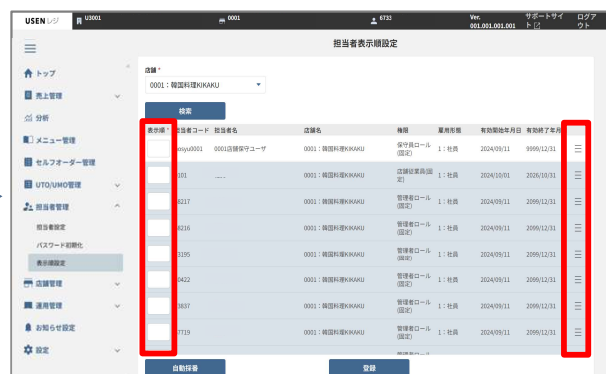 USEN レジ U3001 0001 6733 Ver. 001.001.001.001 サポートサイト ログアウト
担当者表示順設定
トップ
売上管理
分析
メニュー管理
セルフオーダー管理
UTO/UMO管理
担当者管理
担当者設定
パスワード初期化
表示順設定
店舗管理
運用管理
お知らせ設定
設定
店舗 *
0001：韓国料理KIKAKU
検索
表示順 * 担当者コード 担当者名 店舗名 権限 雇用形態 有効開始年月日 有効終了年月
osyu0001 0001店舗保守ユーザ 0001：韓国料理KIKAKU 保守員ロール(固定) 1：社員 2024/09/11 9999/12/31
101 0001：韓国料理KIKAKU 店舗従業員(固定) 1：社員 2024/10/01 2026/10/31
8217 0001：韓国料理KIKAKU 管理者ロール(固定) 1：社員 2024/09/11 2099/12/31
8216 0001：韓国料理KIKAKU 管理者ロール(固定) 1：社員 2024/09/11 2099/12/31
3195 0001：韓国料理KIKAKU 管理者ロール(固定) 1：社員 2024/09/11 2099/12/31
0422 0001：韓国料理KIKAKU 管理者ロール(固定) 1：社員 2024/09/11 2099/12/31
3837 0001：韓国料理KIKAKU 管理者ロール(固定) 1：社員 2024/09/11 2099/12/31
7719 0001：韓国料理KIKAKU 管理者ロール(固定) 1：社員 2024/09/11 2099/12/31
管理者ロール
自動採番 登録